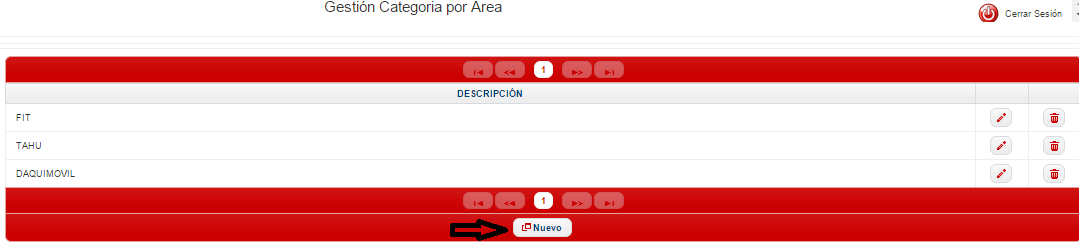 Gestión Categoria por Area
Cerrar Sesión
1
DESCRIPCIÓN
FIT
TAHU
DAQUIMOVIL
1
Nuevo